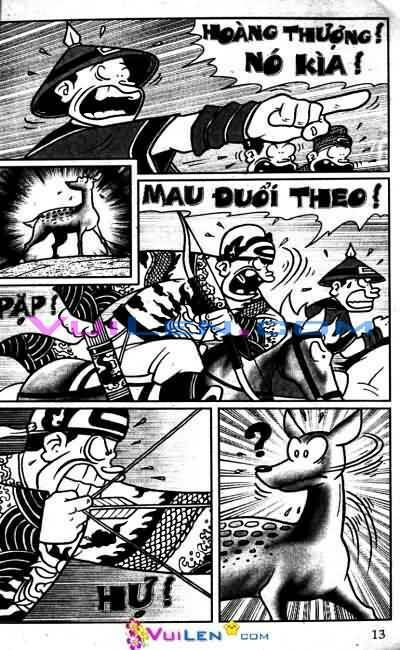 HOÀNG THƯỢNG!
NÓ KÌA!
MAU ĐUỔI THEO!
PẶP!
VUILEN.COM
?
HỰ!
13
VUILEN.COM